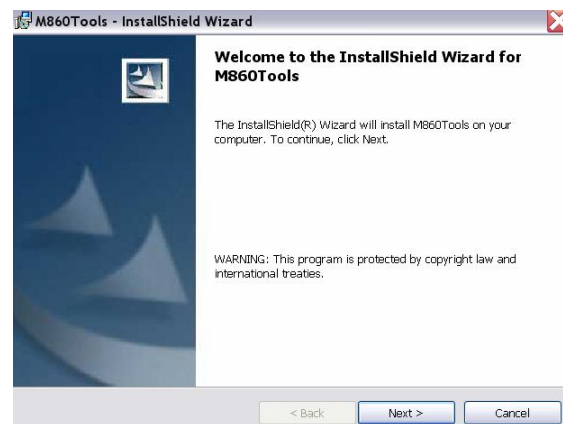 M860Tools - InstallShield Wizard
Welcome to the InstallShield Wizard for
M860Tools
The InstallShield(R) Wizard will install M860Tools on your
computer. To continue, click Next.
WARNING: This program is protected by copyright law and
international treaties.
< Back
Next >
Cancel